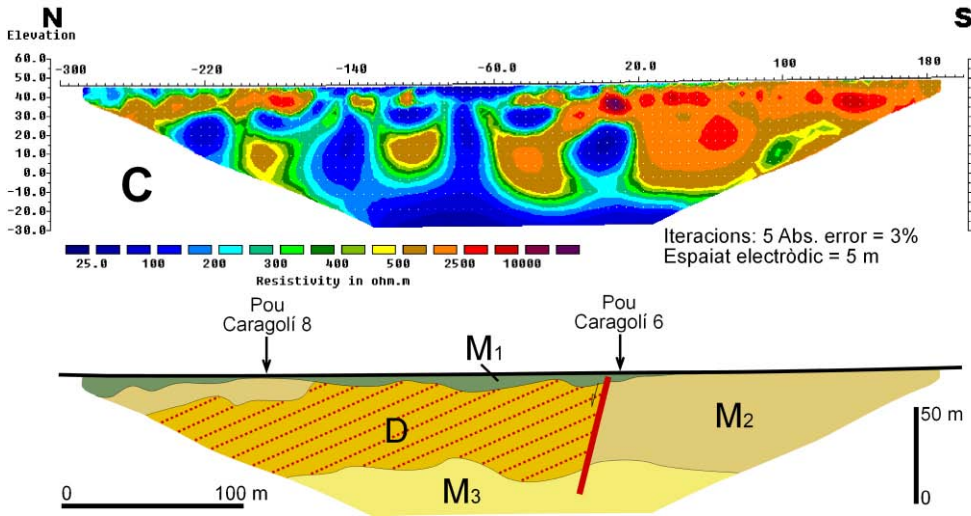 N
S
Elevation
60.0
50.0
40.0
30.0
20.0
10.0
0.0
-10.0
-20.0
-30.0
-300 -220 -140 -60.0 20.0 100 180
C
25.0 100 200 300 400 500 2500 10000
Resistivity in ohm.m
Iteracions: 5 Abs. error = 3%
Espaiat electròdic = 5 m
Pou
Caragolí 8
Pou
Caragolí 6
M1
D
M2
M3
0 100 m
50 m
0